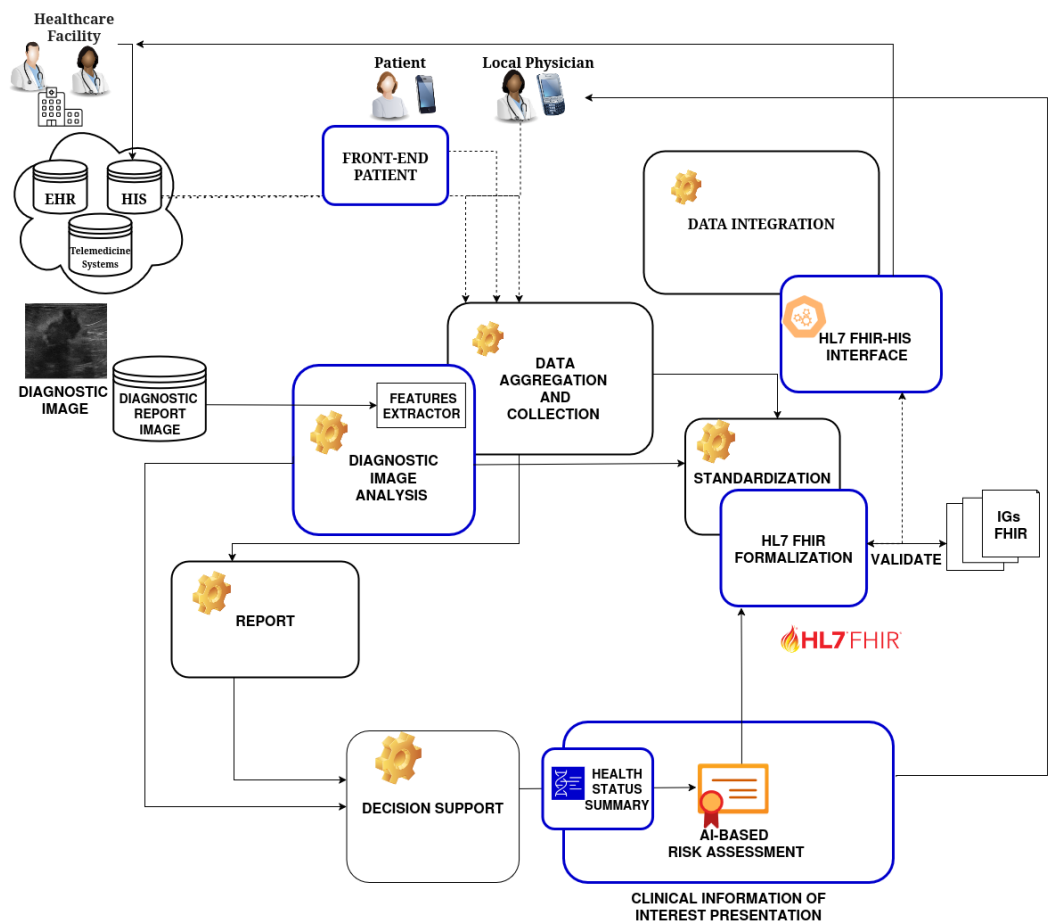 Healthcare
Facility
Patient
Local Physician
FRONT-END
PATIENT
EHR
HIS
Telemedicine
Systems
DATA INTEGRATION
HL7 FHIR-HIS
INTERFACE
DIAGNOSTIC
IMAGE
DIAGNOSTIC
REPORT
IMAGE
FEATURES
EXTRACTOR
DATA
AGGREGATION
AND
COLLECTION
DIAGNOSTIC
IMAGE
ANALYSIS
STANDARDIZATION
HL7 FHIR
FORMALIZATION
VALIDATE
IGs
FHIR
REPORT
HL7 FHIR
DECISION SUPPORT
HEALTH
STATUS
SUMMARY
AI-BASED
RISK ASSESSMENT
CLINICAL INFORMATION OF
INTEREST PRESENTATION